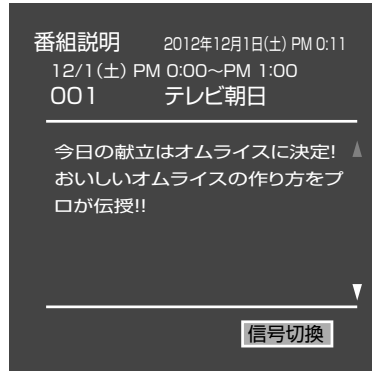 番組説明 2012年12月1日(土) PM 0:11
12/1(土) PM 0:00~PM 1:00
001 テレビ朝日
今日の献立はオムライスに決定!
おいしいオムライスの作り方をプ
ロが伝授!!
信号切換